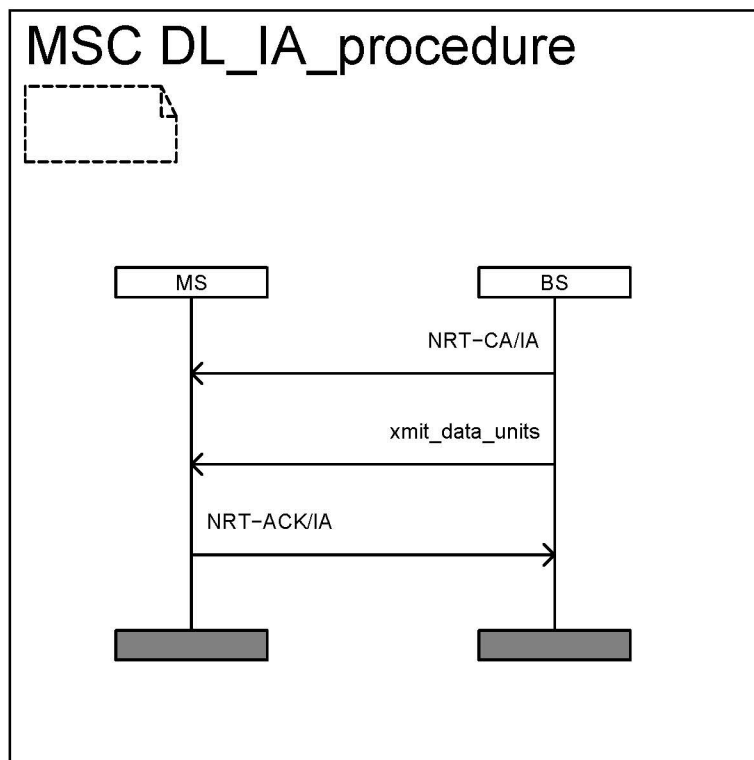 MSC DL_IA_procedure
MS
BS
NRT-CA/IA
xmit_data_units
NRT-ACK/IA